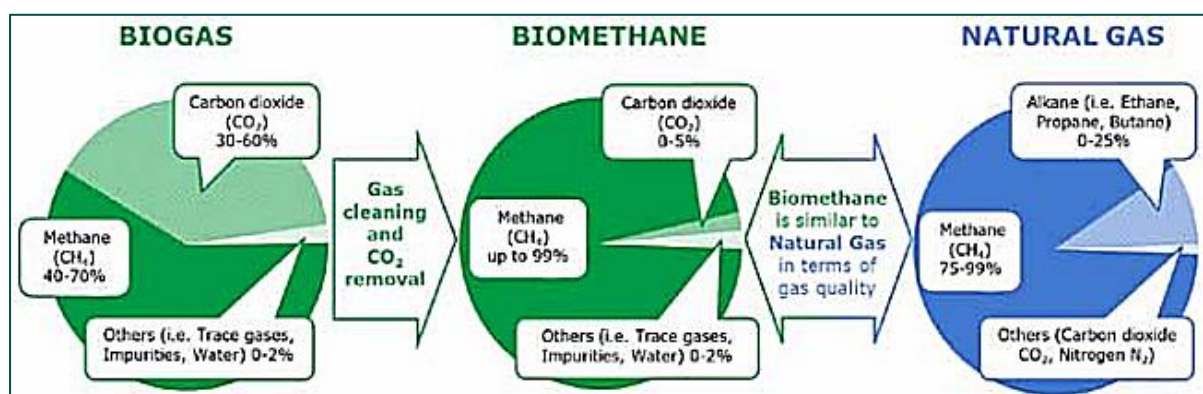 BIOGAS
Carbon dioxide
(CO₂)
30-60%
Methane
(CH₄)
40-70%
Others (i.e. Trace gases,
Impurities, Water) 0-2%
Gas
cleaning
and
CO₂
removal
BIOMETHANE
Carbon dioxide
(CO₂)
0-5%
Methane
(CH₄)
up to 99%
Others (i.e. Trace gases,
Impurities, Water) 0-2%
Biomethane
is similar to
Natural Gas
in terms of
gas quality
NATURAL GAS
Alkane (i.e. Ethane,
Propane, Butano)
0-25%
Methane
(CH₄)
75-99%
Others (Carbon dioxide
CO₂, Nitrogen N₂)